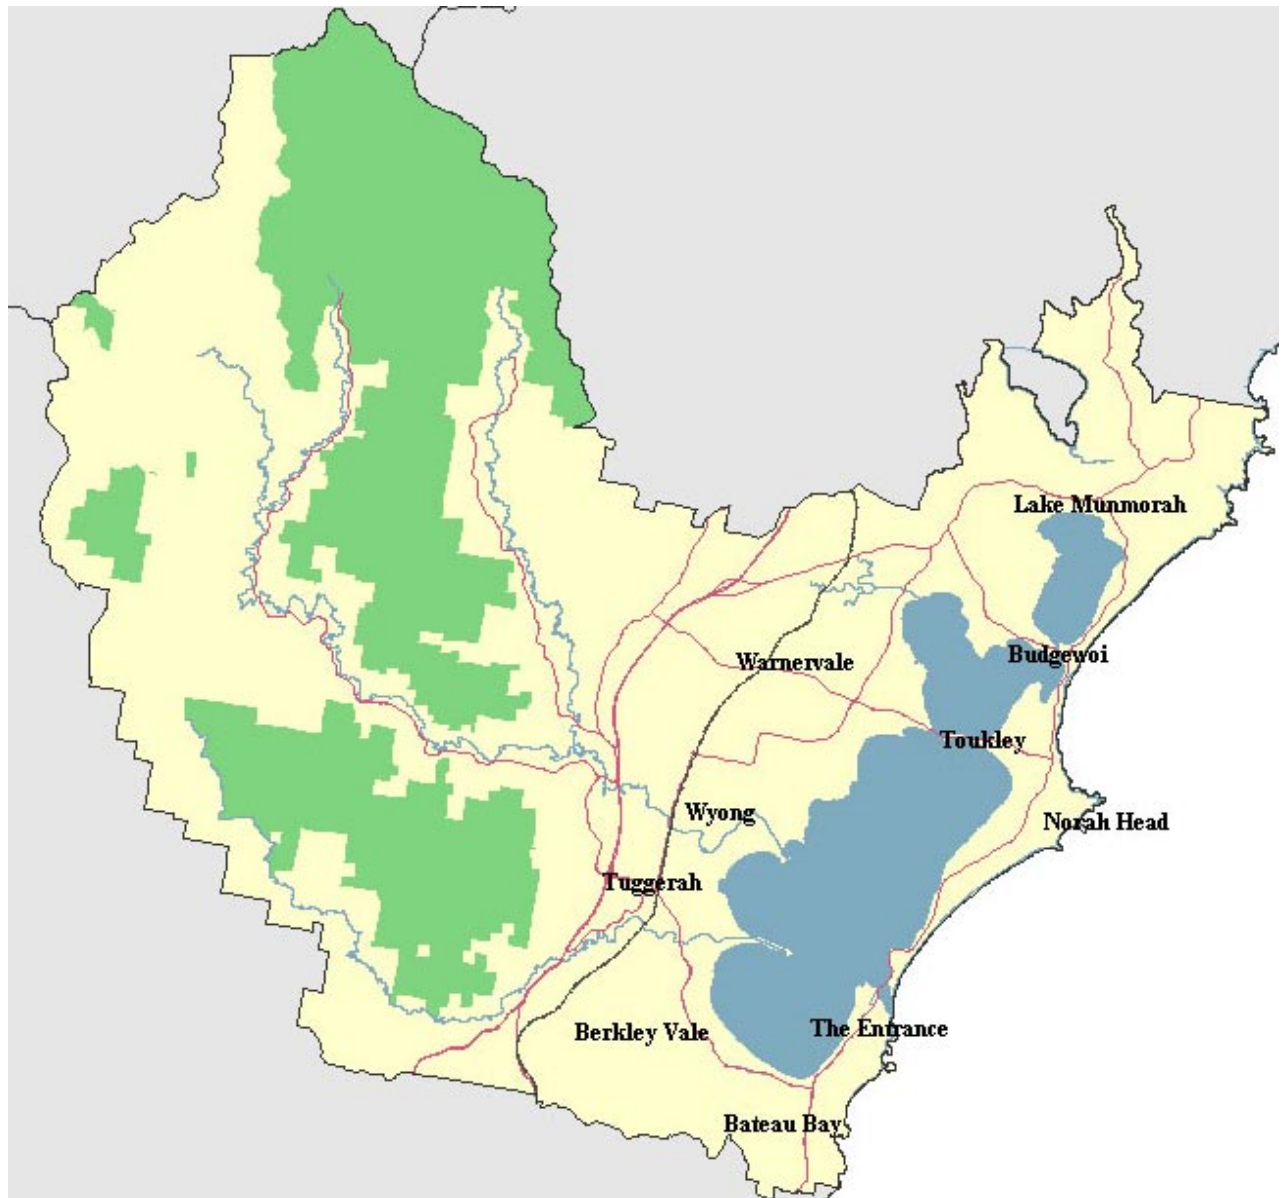 Lake Munmorah
Budgewoi
Warnervale
Toukley
Wyong
Norah Head
Tuggerah
The Entrance
Berkley Vale
Bateau Bay